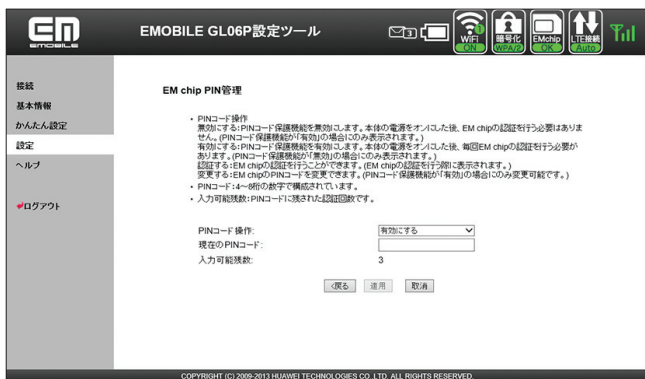 EMOBILE
EMOBILE GL06P設定ツール
3
WiFi
ON
暗号化
WPA/2
EMchip
OK
LTE接続
Auto
接続
基本情報
かんたん設定
設定
ヘルプ
ログアウト
EM chip PIN管理
・ PINコード操作
無効にする:PINコード保護機能を無効にします。本体の電源をオンにした後、EM chipの認証を行う必要はありま
せん。(PINコード保護機能が「有効」の場合にのみ表示されます。)
有効にする:PINコード保護機能を有効にします。本体の電源をオンにした後、毎回EM chipの認証を行う必要が
あります。(PINコード保護機能が「無効」の場合にのみ表示されます。)
認証する:EM chipの認証を行うことができます。(EM chipの認証を行う際に表示されます。)
変更する:EM chipのPINコードを変更できます。(PINコード保護機能が「有効」の場合にのみ変更可能です。)
・ PINコード:4～8桁の数字で構成されています。
・ 入力可能残数:PINコードに残された認証回数です。
PINコード操作:
有効にする
現在のPINコード:
入力可能残数:
3
<戻る
適用
取消
COPYRIGHT (C) 2009-2013 HUAWEI TECHNOLOGIES CO.,LTD. ALL RIGHTS RESERVED.